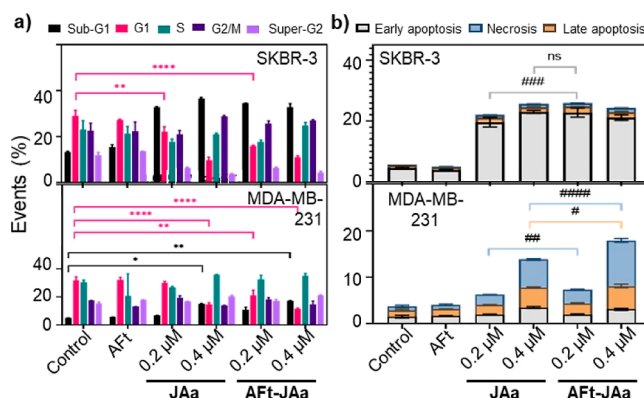 a)
Sub-G1 G1 S G2/M Super-G2
SKBR-3
****
**
40
20
0
Events (%)
MDA-MB-
231
****
****
**
**
*
40
20
0
Control
AFt
0.2 µM
0.4 µM
0.2 µM
0.4 µM
JAa
AFt-JAa
b)
Early apoptosis Necrosis Late apoptosis
SKBR-3
ns
###
40
20
0
MDA-MB-
231
####
#
##
20
10
0
Control
AFt
0.2 µM
0.4 µM
0.2 µM
0.4 µM
JAa
AFt-JAa